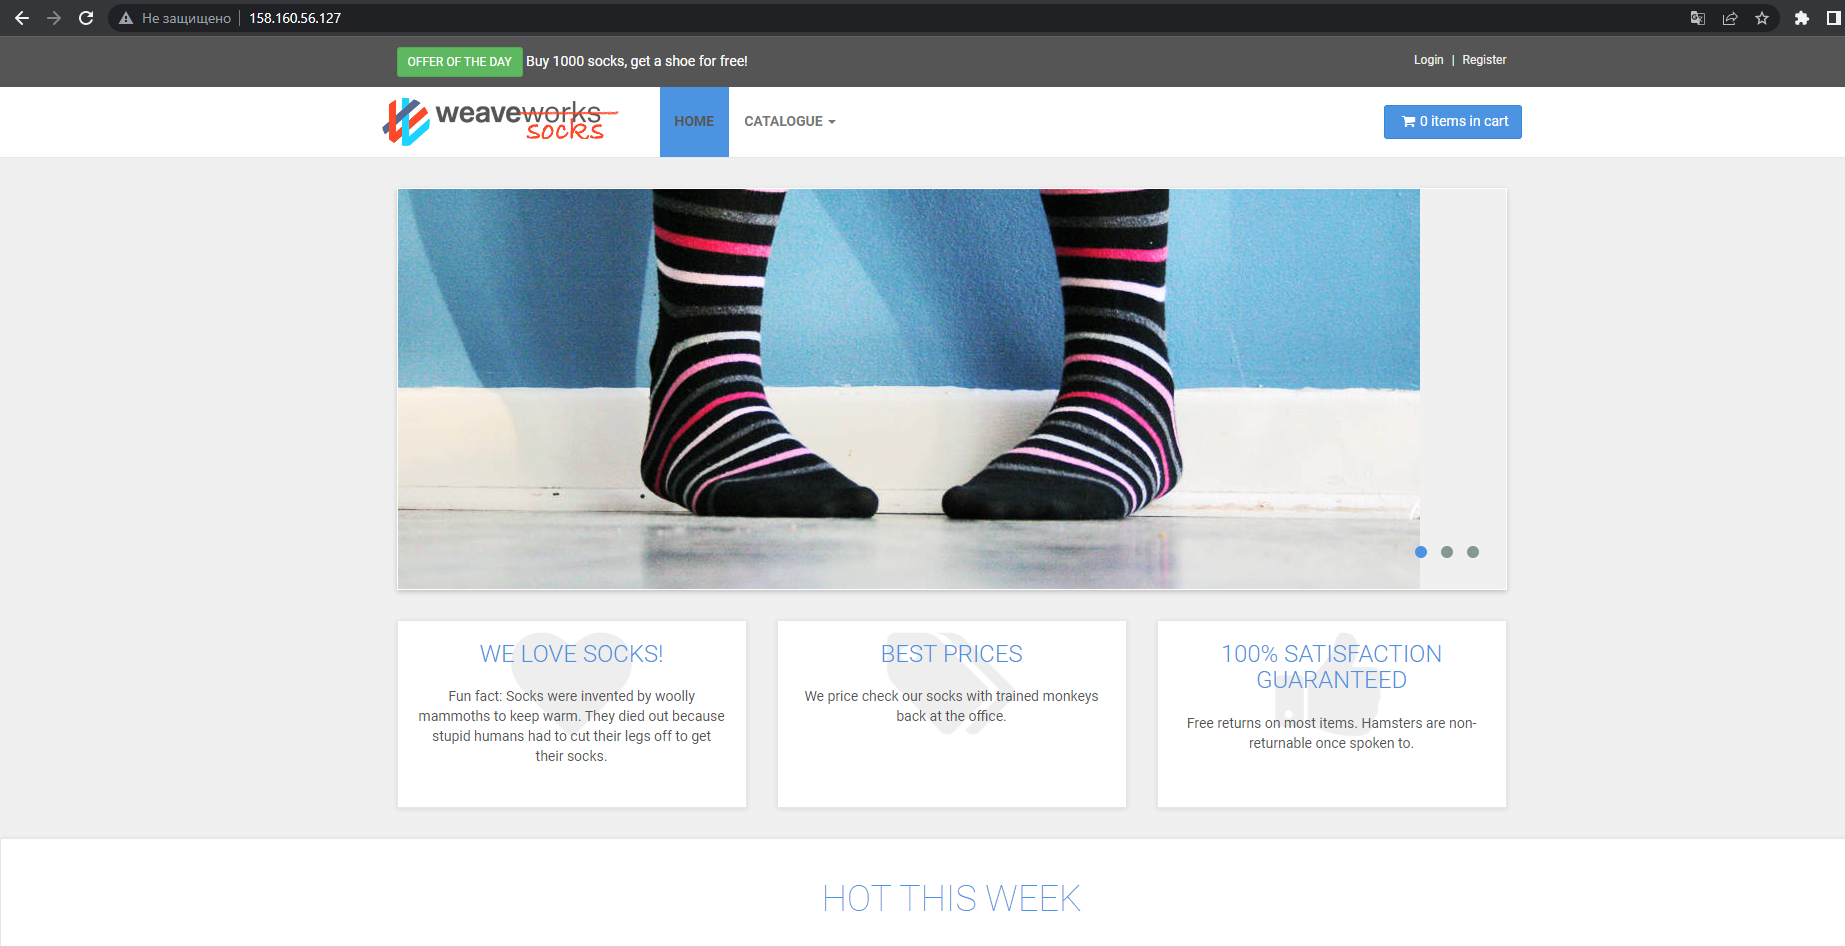 Не защищено 158.160.56.127
OFFER OF THE DAY Buy 1000 socks, get a shoe for free!
Login | Register
weaveworks
socks
HOME
CATALOGUE
0 items in cart
WE LOVE SOCKS!
Fun fact: Socks were invented by woolly
mammoths to keep warm. They died out because
stupid humans had to cut their legs off to get
their socks.
BEST PRICES
We price check our socks with trained monkeys
back at the office.
100% SATISFACTION
GUARANTEED
Free returns on most items. Hamsters are non-
returnable once spoken to.
HOT THIS WEEK